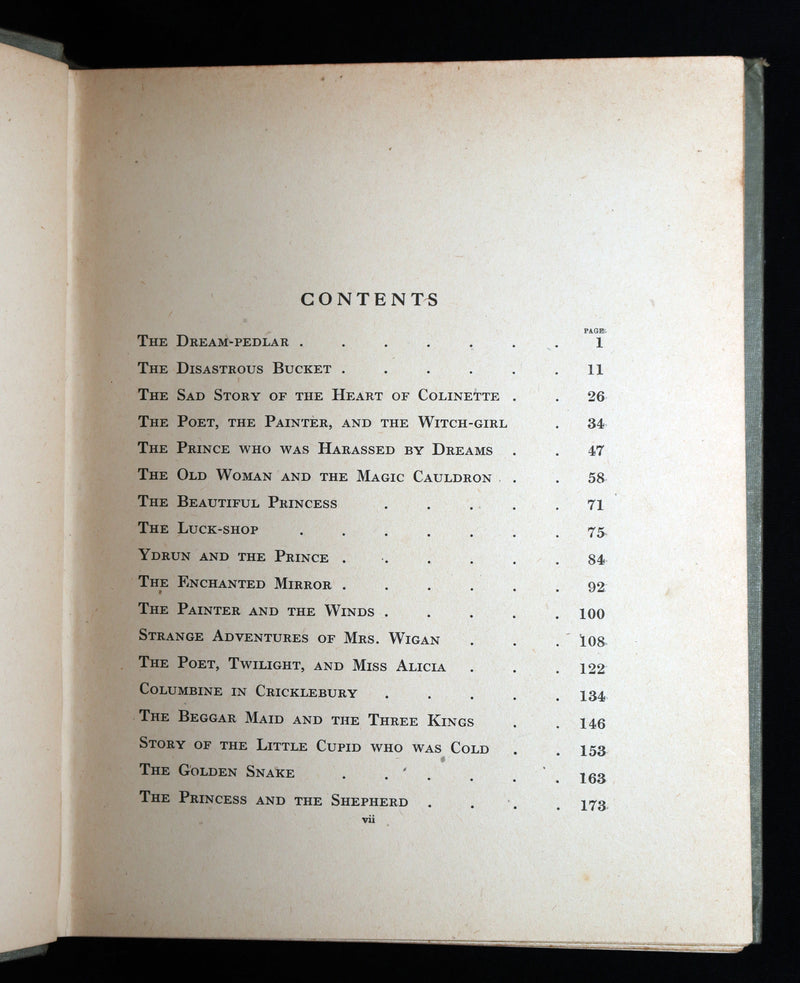 CONTENTS
PAGE
THE DREAM-PEDLAR . . . . . . . 1
THE DISASTROUS BUCKET . . . . . . 11
THE SAD STORY OF THE HEART OF COLINETTE . . 26
THE POET, THE PAINTER, AND THE WITCH-GIRL . 34
THE PRINCE WHO WAS HARASSED BY DREAMS . . 47
THE OLD WOMAN AND THE MAGIC CAULDRON . . 58
THE BEAUTIFUL PRINCESS . . . . . 71
THE LUCK-SHOP . . . . . . . 75
YDRUN AND THE PRINCE . . . . . . 84
THE ENCHANTED MIRROR . . . . . . 92
THE PAINTER AND THE WINDS . . . . . 100
STRANGE ADVENTURES OF MRS. WIGAN . . . 108
THE POET, TWILIGHT, AND MISS ALICIA . . . 122
COLUMBINE IN CRICKLEBURY . . . . . 134
THE BEGGAR MAID AND THE THREE KINGS . . 146
STORY OF THE LITTLE CUPID WHO WAS COLD . . 153
THE GOLDEN SNAKE . . . . . . 163
THE PRINCESS AND THE SHEPHERD . . . . 173
vii